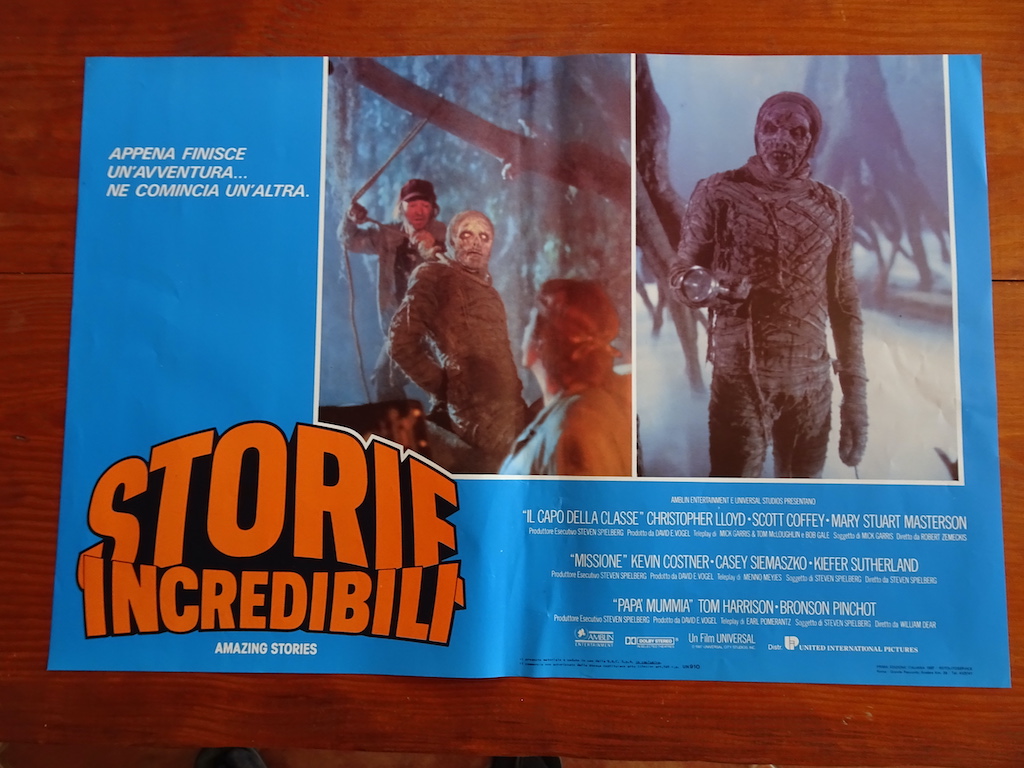 APPENA FINISCE
UN'AVVENTURA...
NE COMINCIA UN'ALTRA.
STORIE
INCREDIBILI
AMAZING STORIES
AMBLIN ENTERTAINMENT E UNIVERSAL STUDIOS PRESENTANO
"IL CAPO DELLA CLASSE" CHRISTOPHER LLOYD • SCOTT COFFEY • MARY STUART MASTERSON
Produttore Esecutivo STEVEN SPIELBERG Prodotto da DAVID E. VOGEL Teleplay di MICK GARRIS & TOM McLOUGHLIN e BOB GALE Soggetto di MICK GARRIS Diretto da ROBERT ZEMECKIS
"MISSIONE" KEVIN COSTNER • CASEY SIEMASZKO • KIEFER SUTHERLAND
Produttore Esecutivo STEVEN SPIELBERG Prodotto da DAVID E. VOGEL Teleplay di MENNO MEYJES Soggetto di STEVEN SPIELBERG Diretto da STEVEN SPIELBERG
"PAPA' MUMMIA" TOM HARRISON • BRONSON PINCHOT
Produttore Esecutivo STEVEN SPIELBERG Prodotto da DAVID E. VOGEL Teleplay di EARL POMERANTZ Soggetto di STEVEN SPIELBERG Diretto da WILLIAM DEAR
AMBLIN ENTERTAINMENT DOLBY STEREO Un Film UNIVERSAL Distr. UNITED INTERNATIONAL PICTURES